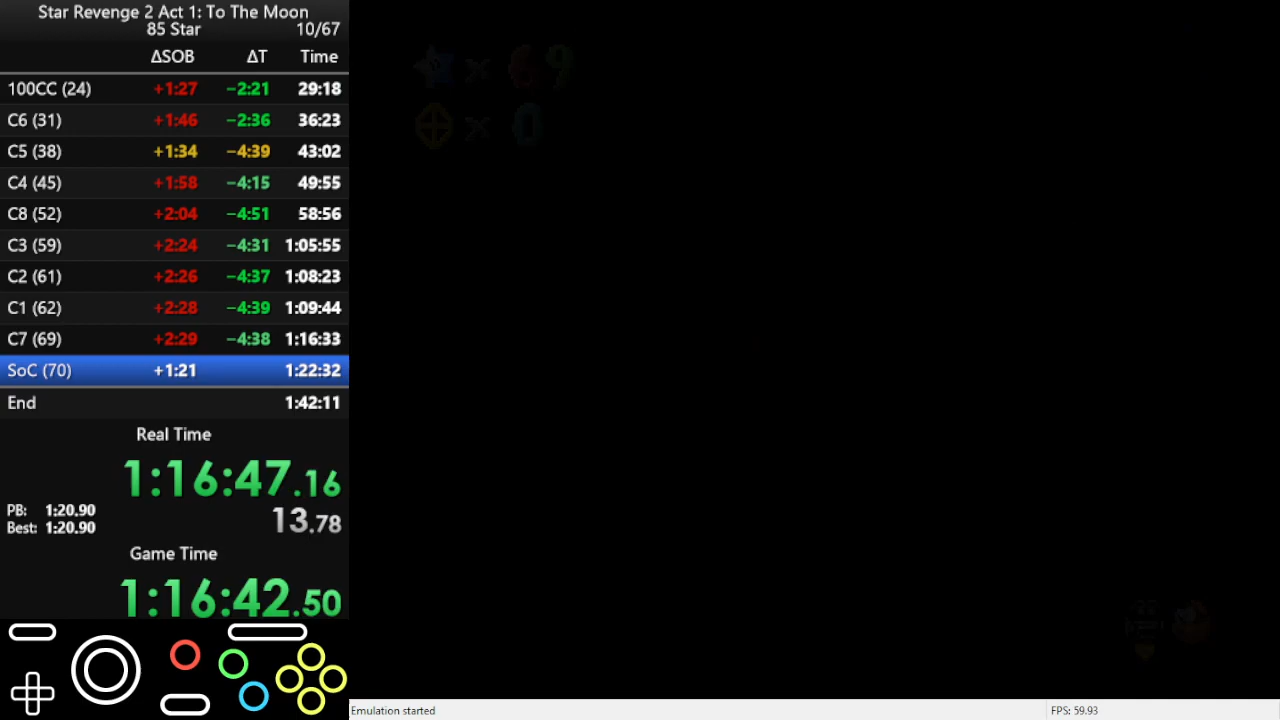 Star Revenge 2 Act 1: To The Moon
85 Star 10/67
ΔSOB ΔT Time
100CC (24) +1:27 −2:21 29:18
C6 (31) +1:46 −2:36 36:23
C5 (38) +1:34 −4:39 43:02
C4 (45) +1:58 −4:15 49:55
C8 (52) +2:04 −4:51 58:56
C3 (59) +2:24 −4:31 1:05:55
C2 (61) +2:26 −4:37 1:08:23
C1 (62) +2:28 −4:39 1:09:44
C7 (69) +2:29 −4:38 1:16:33
SoC (70) +1:21 1:22:32
End 1:42:11
Real Time
1:16:47.16
PB: 1:20.90 13.78
Best: 1:20.90
Game Time
1:16:42.50
× 69
× 0
Emulation started FPS: 59.93